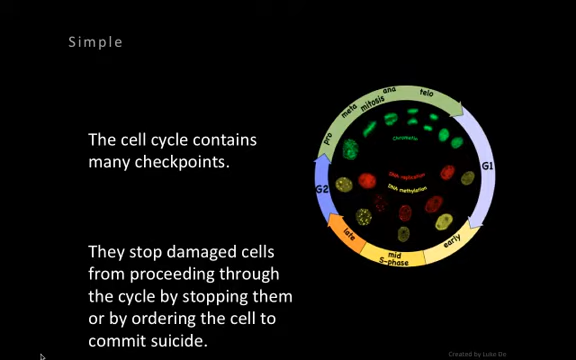 Simple
The cell cycle contains
many checkpoints.
They stop damaged cells
from proceeding through
the cycle by stopping them
or by ordering the cell to
commit suicide.
pro
meta
mitosis
and
telo
G1
early
mid
S-phase
late
G2
Chromatin
DNA replication
DNA methylation
Created by Luke De